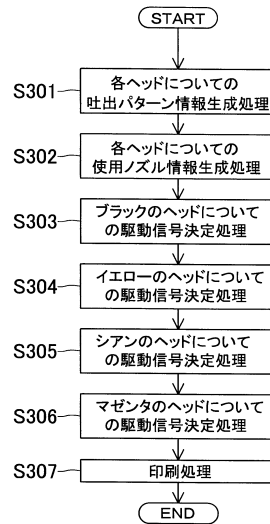 START
S301
各ヘッドについての
吐出パターン情報生成処理
S302
各ヘッドについての
使用ノズル情報生成処理
S303
ブラックのヘッドについて
の駆動信号決定処理
S304
イエローのヘッドについて
の駆動信号決定処理
S305
シアンのヘッドについて
の駆動信号決定処理
S306
マゼンタのヘッドについて
の駆動信号決定処理
S307
印刷処理
END